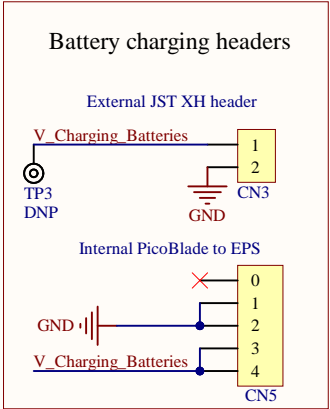 Battery charging headers
External JST XH header
V_Charging_Batteries
1
2
TP3
DNP
CN3
GND
Internal PicoBlade to EPS
0
1
GND
2
3
V_Charging_Batteries
4
CN5